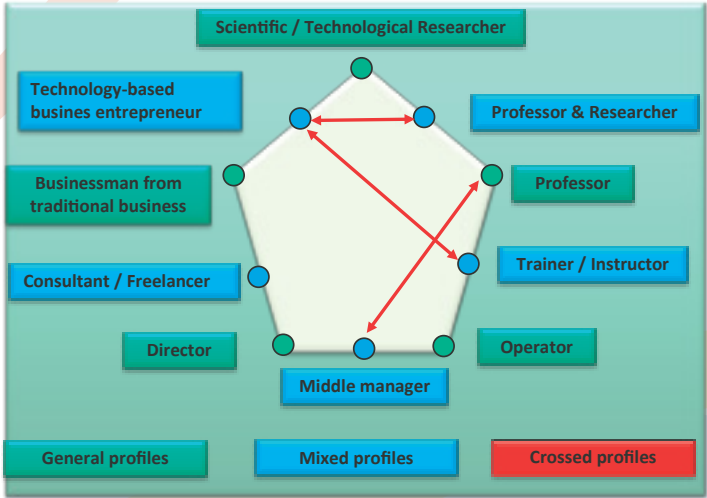 Scientific / Technological Researcher
Technology-based
busines entrepreneur
Professor & Researcher
Businessman from
traditional business
Professor
Consultant / Freelancer
Trainer / Instructor
Director
Operator
Middle manager
General profiles
Mixed profiles
Crossed profiles